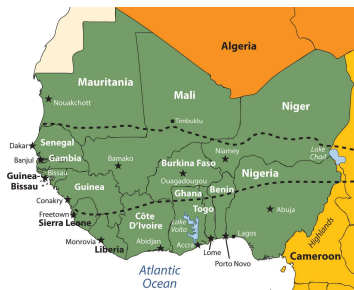 Algeria
Mauritania
Mali
Niger
Nouakchott
Timbuktu
Dakar
Senegal
Banjul
Gambia
Guinea-
Bissau
Bissau
Bamako
Niamey
Lake
Chad
Burkina Faso
Ouagadougou
Guinea
Ghana
Benin
Nigeria
Conakry
Freetown
Sierra Leone
Côte
D'Ivoire
Togo
Lake
Volta
Abuja
Highlands
Monrovia
Liberia
Abidjan
Accra
Lome
Lagos
Porto Novo
Cameroon
Atlantic
Ocean